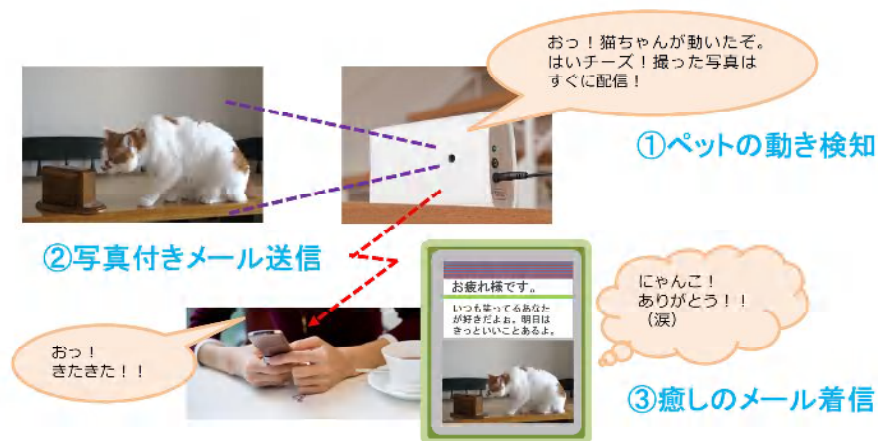 おっ！猫ちゃんが動いたぞ。
はいチーズ！撮った写真は
すぐに配信！
①ペットの動き検知
②写真付きメール送信
おっ！
きたきた！！
お疲れ様です。
いつも笑ってるあなた
が好きだよぉ。明日は
きっといいことあるよ。
にゃんこ！
ありがとう！！
（涙）
③癒しのメール着信